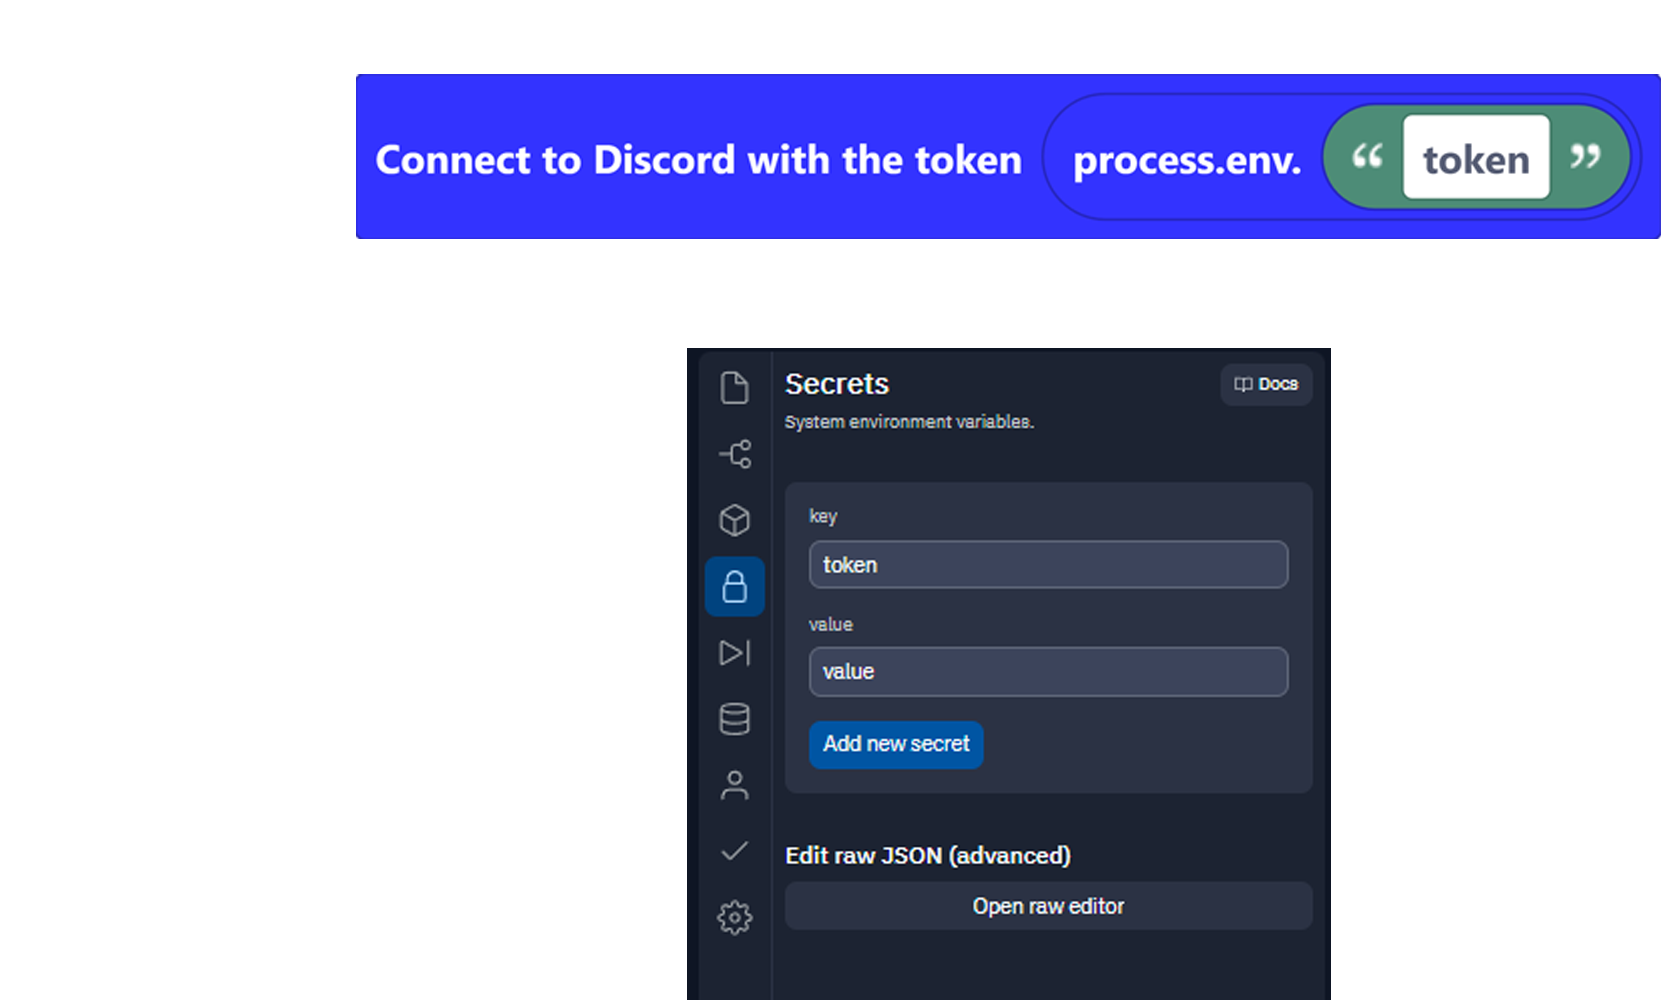 Connect to Discord with the token process.env. “ token ”
Secrets
Docs
System environment variables.
key
token
value
value
Add new secret
Edit raw JSON (advanced)
Open raw editor